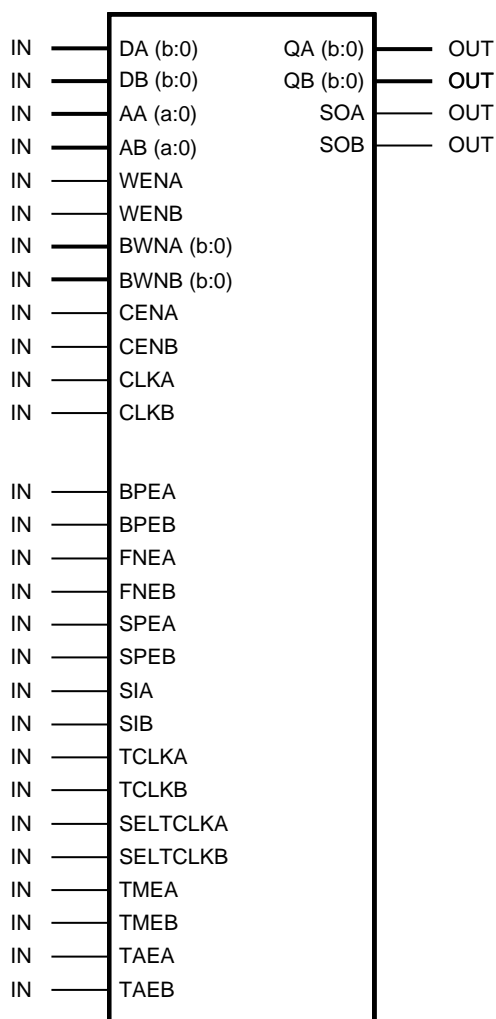 IN DA (b:0) QA (b:0) OUT
IN DB (b:0) QB (b:0) OUT
IN AA (a:0) SOA OUT
IN AB (a:0) SOB OUT
IN WENA
IN WENB
IN BWNA (b:0)
IN BWNB (b:0)
IN CENA
IN CENB
IN CLKA
IN CLKB
IN BPEA
IN BPEB
IN FNEA
IN FNEB
IN SPEA
IN SPEB
IN SIA
IN SIB
IN TCLKA
IN TCLKB
IN SELTCLKA
IN SELTCLKB
IN TMEA
IN TMEB
IN TAEA
IN TAEB